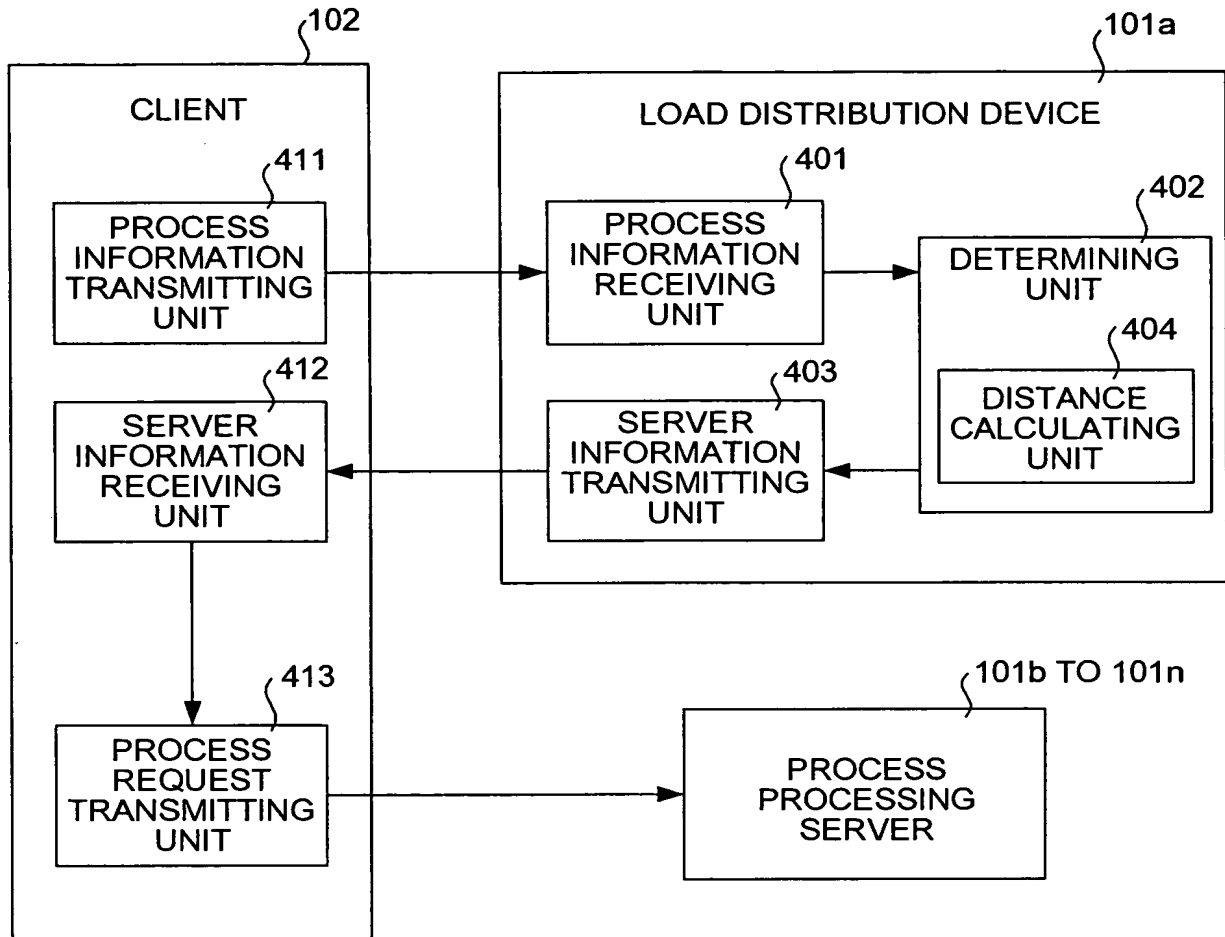 102
CLIENT
411
PROCESS
INFORMATION
TRANSMITTING
UNIT
412
SERVER
INFORMATION
RECEIVING
UNIT
413
PROCESS
REQUEST
TRANSMITTING
UNIT
101a
LOAD DISTRIBUTION DEVICE
401
PROCESS
INFORMATION
RECEIVING
UNIT
402
DETERMINING
UNIT
404
DISTANCE
CALCULATING
UNIT
403
SERVER
INFORMATION
TRANSMITTING
UNIT
101b TO 101n
PROCESS
PROCESSING
SERVER